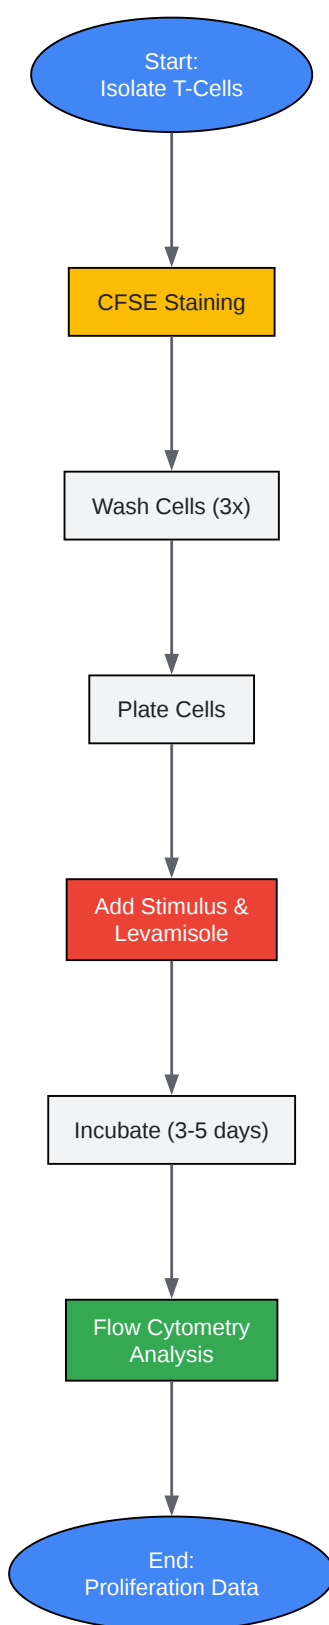 Start:
Isolate T-Cells
CFSE Staining
Wash Cells (3x)
Plate Cells
Add Stimulus &
Levamisole
Incubate (3-5 days)
Flow Cytometry
Analysis
End:
Proliferation Data